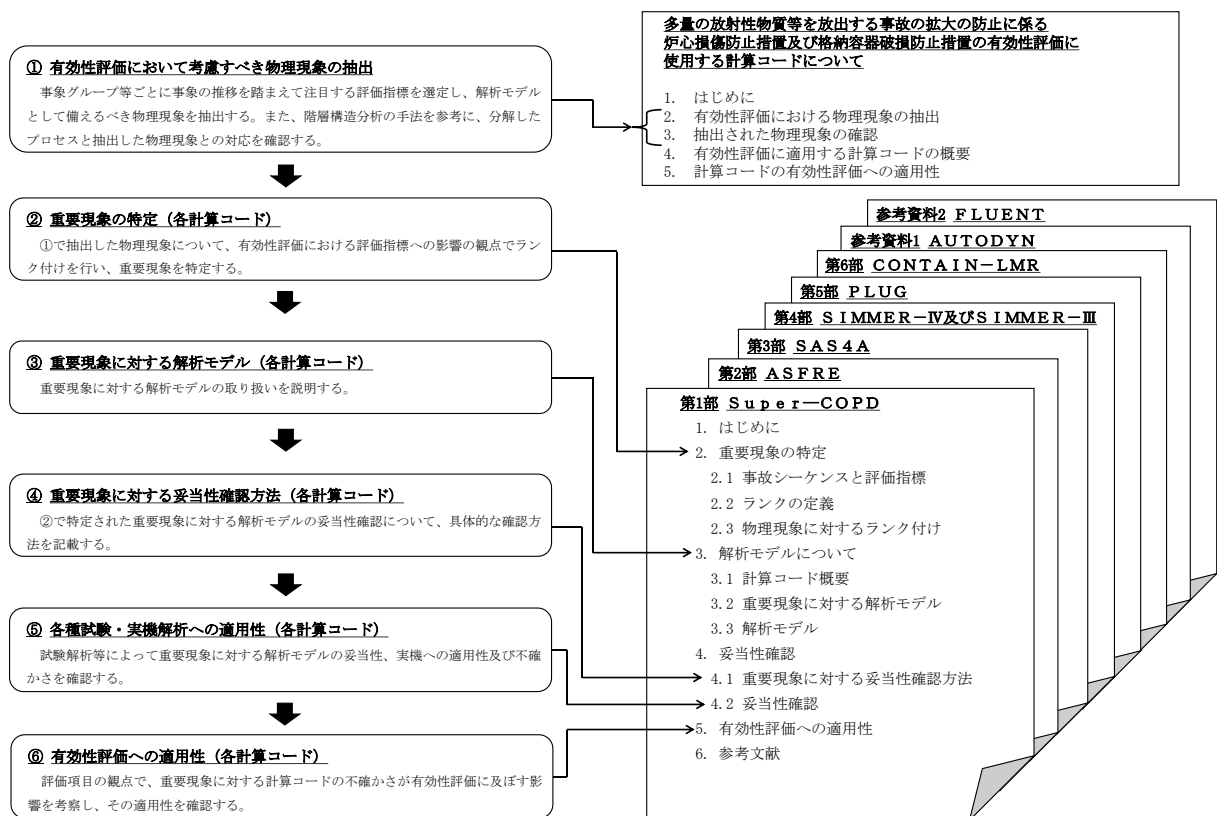 ① 有効性評価において考慮すべき物理現象の抽出
事象グループ等ごとに事象の推移を踏まえて注目する評価指標を選定し、解析モデル
として備えるべき物理現象を抽出する。また、階層構造分析の手法を参考に、分解した
プロセスと抽出した物理現象との対応を確認する。
② 重要現象の特定（各計算コード）
①で抽出した物理現象について、有効性評価における評価指標への影響の観点でラン
ク付けを行い、重要現象を特定する。
③ 重要現象に対する解析モデル（各計算コード）
重要現象に対する解析モデルの取り扱いを説明する。
④ 重要現象に対する妥当性確認方法（各計算コード）
②で特定された重要現象に対する解析モデルの妥当性確認について、具体的な確認方
法を記載する。
⑤ 各種試験・実機解析への適用性（各計算コード）
試験解析等によって重要現象に対する解析モデルの妥当性、実機への適用性及び不確
かさを確認する。
⑥ 有効性評価への適用性（各計算コード）
評価項目の観点で、重要現象に対する計算コードの不確かさが有効性評価に及ぼす影
響を考察し、その適用性を確認する。
多量の放射性物質等を放出する事故の拡大の防止に係る
炉心損傷防止措置及び格納容器破損防止措置の有効性評価に
使用する計算コードについて
1. はじめに
2. 有効性評価における物理現象の抽出
3. 抽出された物理現象の確認
4. 有効性評価に適用する計算コードの概要
5. 計算コードの有効性評価への適用性
参考資料2 ＦＬＵＥＮＴ
参考資料1 ＡＵＴＯＤＹＮ
第6部 ＣＯＮＴＡＩＮ－ＬＭＲ
第5部 ＰＬＵＧ
第4部 ＳＩＭＭＥＲ－Ⅳ及びＳＩＭＭＥＲ－Ⅲ
第3部 ＳＡＳ４Ａ
第2部 ＡＳＦＲＥ
第1部 Ｓｕｐｅｒ－ＣＯＰＤ
1. はじめに
2. 重要現象の特定
2.1 事故シーケンスと評価指標
2.2 ランクの定義
2.3 物理現象に対するランク付け
3. 解析モデルについて
3.1 計算コード概要
3.2 重要現象に対する解析モデル
3.3 解析モデル
4. 妥当性確認
4.1 重要現象に対する妥当性確認方法
4.2 妥当性確認
5. 有効性評価への適用性
6. 参考文献